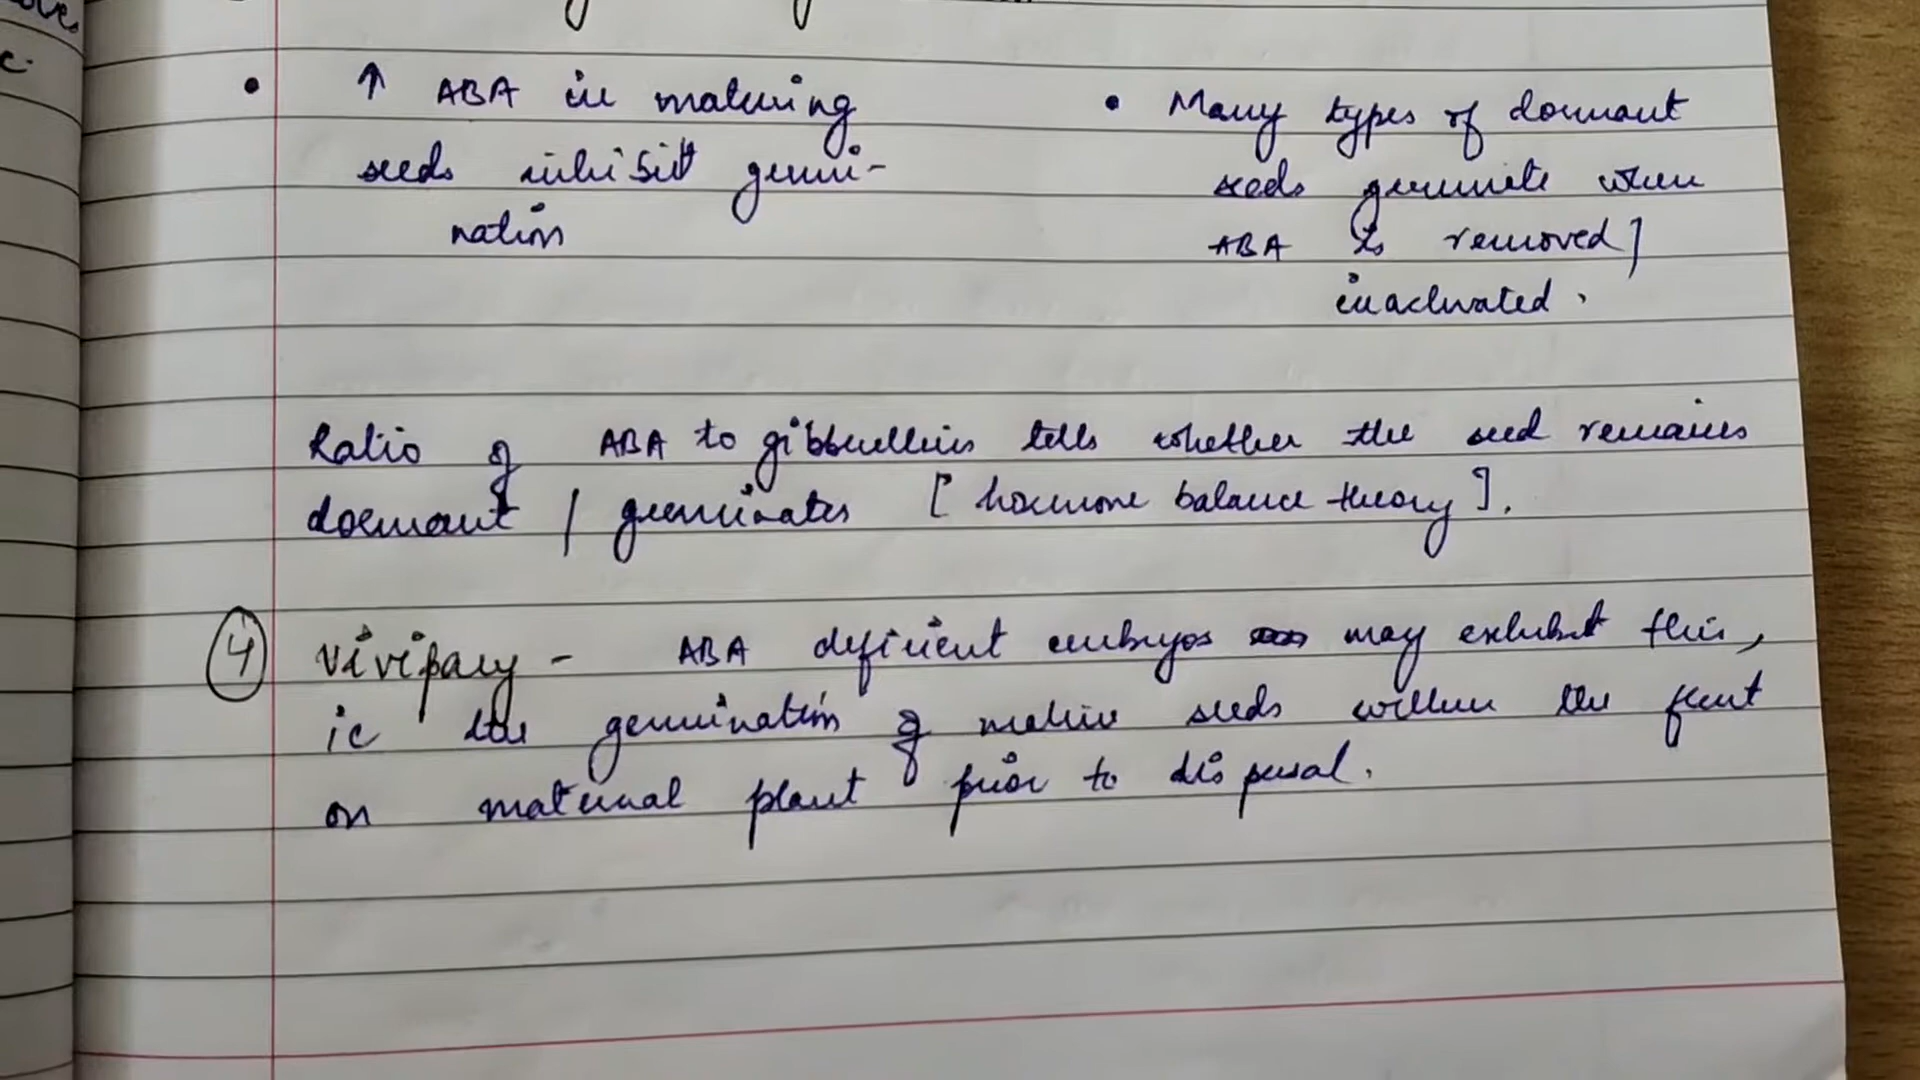 • ↑ ABA in maturing
seeds inhibit germi-
nation
• Many types of dormant
seeds germinate when
ABA is removed /
inactivated.
Ratio of ABA to gibberellins tells whether the seed remains
dormant / germinates [ hormone balance theory ].
④ Vivipary - ABA deficient embryos may exhibit this,
ie the germination of mature seeds within the fruit
on maternal plant prior to dispersal.